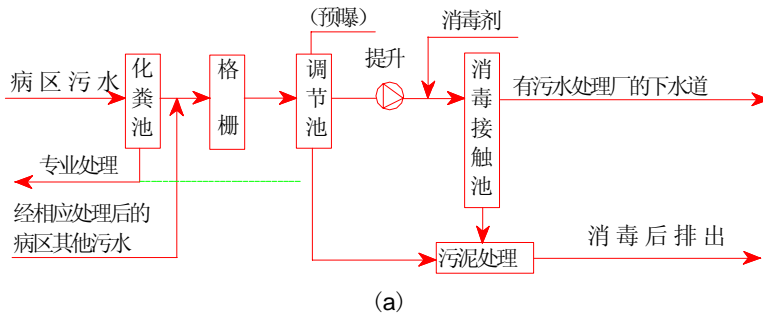 （预曝）
消毒剂
提升
病区污水
化粪池
格栅
调节池
消毒接触池
有污水处理厂的下水道
专业处理
经相应处理后的
病区其他污水
污泥处理
消毒后排出
(a)